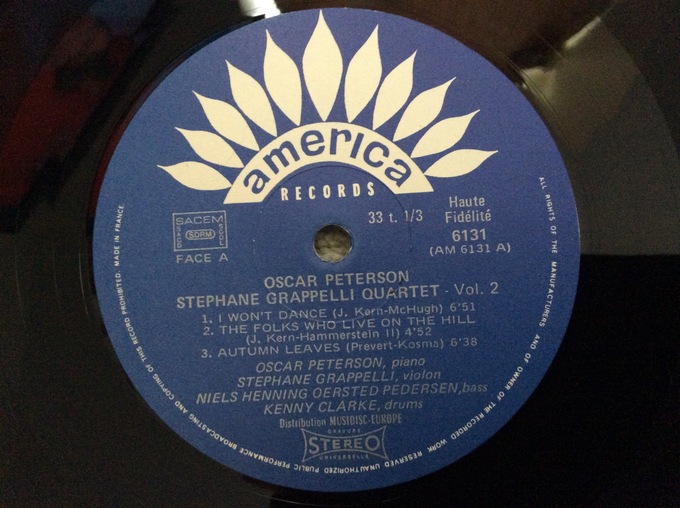 america
RECORDS
33 t. 1/3
Haute
Fidélité
6131
(AM 6131 A)
SACEM
SACD
SDRM
SGDL
FACE A
OSCAR PETERSON
STEPHANE GRAPPELLI QUARTET - Vol. 2
1. I WON'T DANCE (J. Kern-McHugh) 6'51
2. THE FOLKS WHO LIVE ON THE HILL
(J. Kern-Hammerstein II) 4'52
3. AUTUMN LEAVES (Prevert-Kosma) 6'38
OSCAR PETERSON, piano
STEPHANE GRAPPELLI, violon
NIELS HENNING OERSTED PEDERSEN, bass
KENNY CLARKE, drums
Distribution MUSIDISC-EUROPE
GRAVURE
STEREO
UNIVERSELLE
ALL RIGHTS OF THE MANUFACTURERS AND OF OWNER OF THE RECORDED WORK RESERVED UNAUTHORIZED PUBLIC PERFORMANCE BROADCASTING AND COPYING OF THIS RECORD PROHIBITED. MADE IN FRANCE